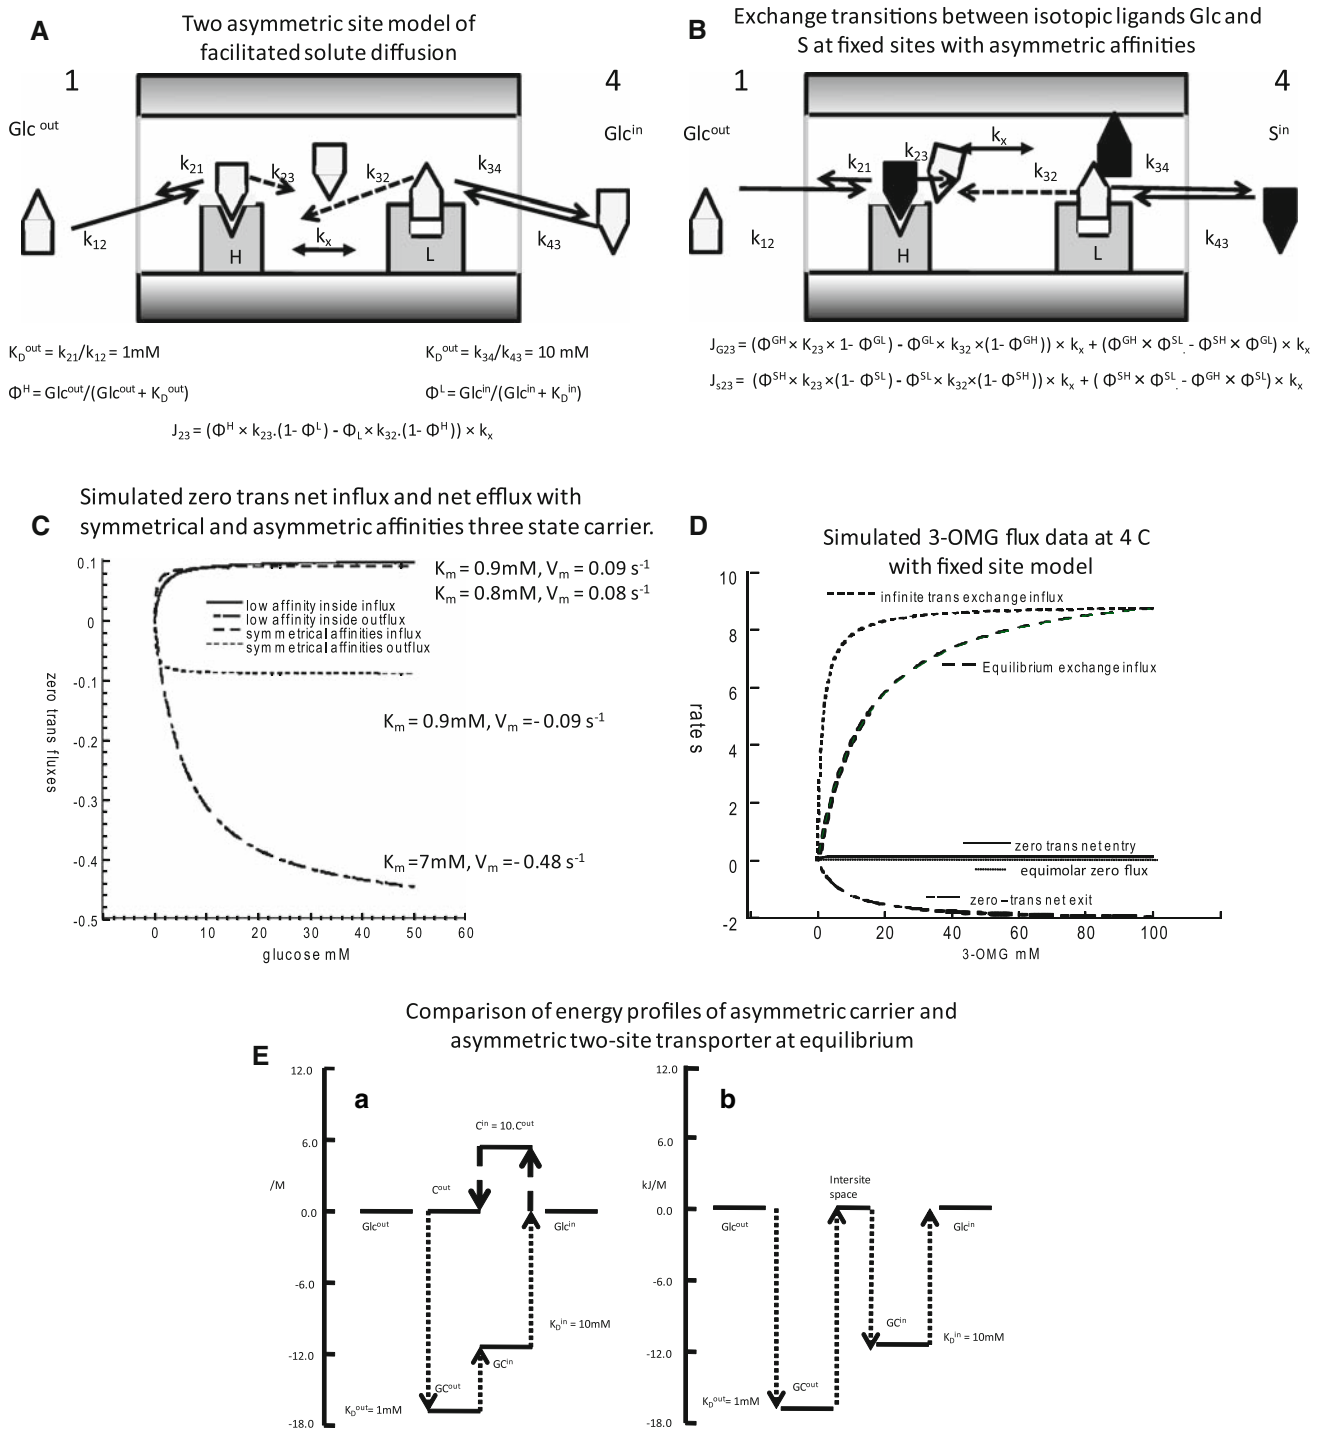 A
Two asymmetric site model of
facilitated solute diffusion
1
4
Glc out
Glcin
k21
k23
k32
k34
k12
kx
k43
H
L
KDout = k21/k12 = 1mM
KDout = k34/k43 = 10 mM
ΦH = Glcout/(Glcout + KDout)
ΦL = Glcin/(Glcin + KDin)
J23 = (ΦH × k23.(1- ΦL) - ΦL × k32.(1- ΦH)) × kx
B
Exchange transitions between isotopic ligands Glc and
S at fixed sites with asymmetric affinities
1
4
Glcout
Sin
kx
k21
k23
k32
k34
k12
k43
H
L
JG23 = (ΦGH × K23 × 1- ΦGL) - ΦGL × k32 ×(1- ΦGH)) × kx + (ΦGH × ΦSL - ΦSH × ΦGL) × kx
Js23 = (ΦSH × k23 ×(1- ΦSL) - ΦSL × k32 ×(1- ΦSH)) × kx + ( ΦSH × ΦSL - ΦGH × ΦSL) × kx
C
Simulated zero trans net influx and net efflux with
symmetrical and asymmetric affinities three state carrier.
0.1
0
-0.1
-0.2
-0.3
-0.4
-0.5
zero trans fluxes
Km = 0.9mM, Vm = 0.09 s-1
Km = 0.8mM, Vm = 0.08 s-1
low affinity inside influx
low affinity inside outflux
symmetrical affinities influx
symmetrical affinities outflux
Km = 0.9mM, Vm =- 0.09 s-1
Km =7mM, Vm =- 0.48 s-1
0 10 20 30 40 50 60
glucose mM
D
Simulated 3-OMG flux data at 4 C
with fixed site model
10
8
6
4
2
0
-2
rate s
infinite trans exchange influx
Equilibrium exchange influx
zero trans net entry
equimolar zero flux
zero – trans net exit
0 20 40 60 80 100
3-OMG mM
Comparison of energy profiles of asymmetric carrier and
asymmetric two-site transporter at equilibrium
E
a
12.0
6.0
/M
0.0
-6.0
-12.0
-18.0
Cin = 10.Cout
Cout
Glcout
Glcin
KDin = 10mM
GCin
GCout
KDout= 1mM
b
12.0
6.0
kJ/M
0.0
-6.0
-12.0
-18.0
Intersite
space
Glcout
Glcin
GCin
KDin = 10mM
GCout
KDout= 1mM